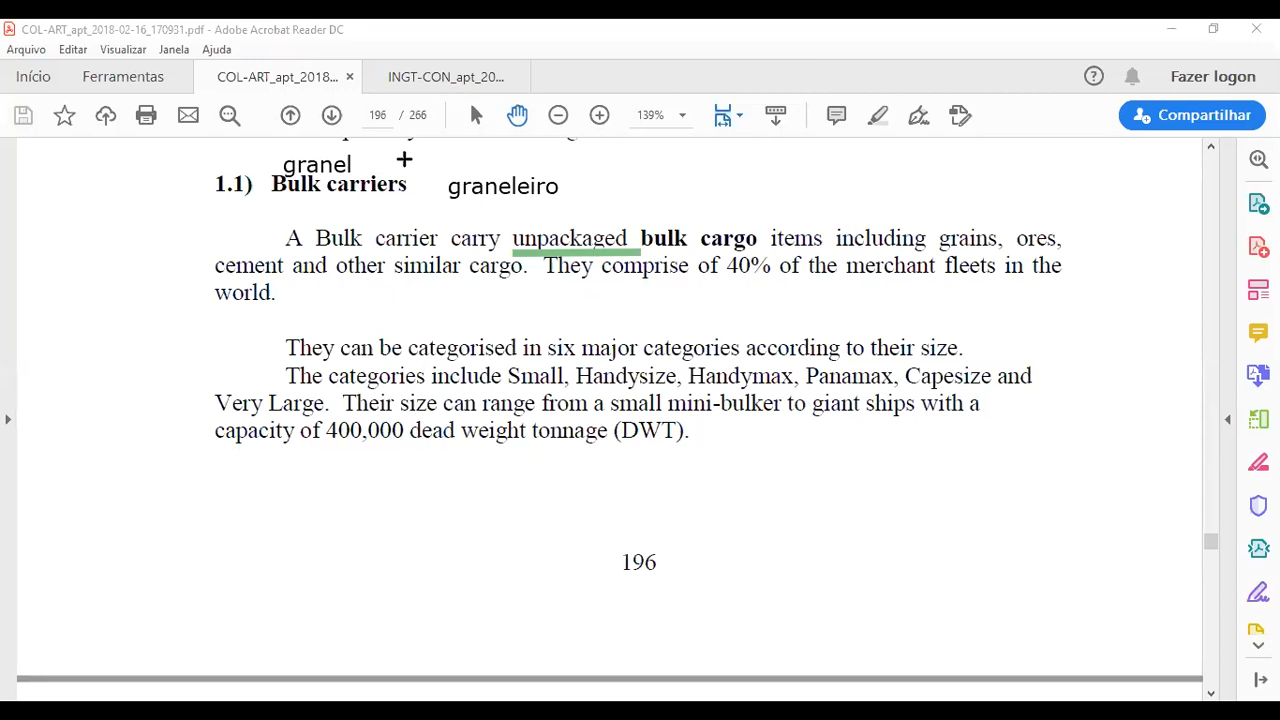 COL-ART_apt_2018-02-16_170931.pdf - Adobe Acrobat Reader DC
Arquivo Editar Visualizar Janela Ajuda
Início Ferramentas COL-ART_apt_2018... × INGT-CON_apt_20... Fazer logon
196 / 266 139% Compartilhar
granel
1.1) Bulk carriers graneleiro
A Bulk carrier carry unpackaged bulk cargo items including grains, ores,
cement and other similar cargo. They comprise of 40% of the merchant fleets in the
world.
They can be categorised in six major categories according to their size.
The categories include Small, Handysize, Handymax, Panamax, Capesize and
Very Large. Their size can range from a small mini-bulker to giant ships with a
capacity of 400,000 dead weight tonnage (DWT).
196